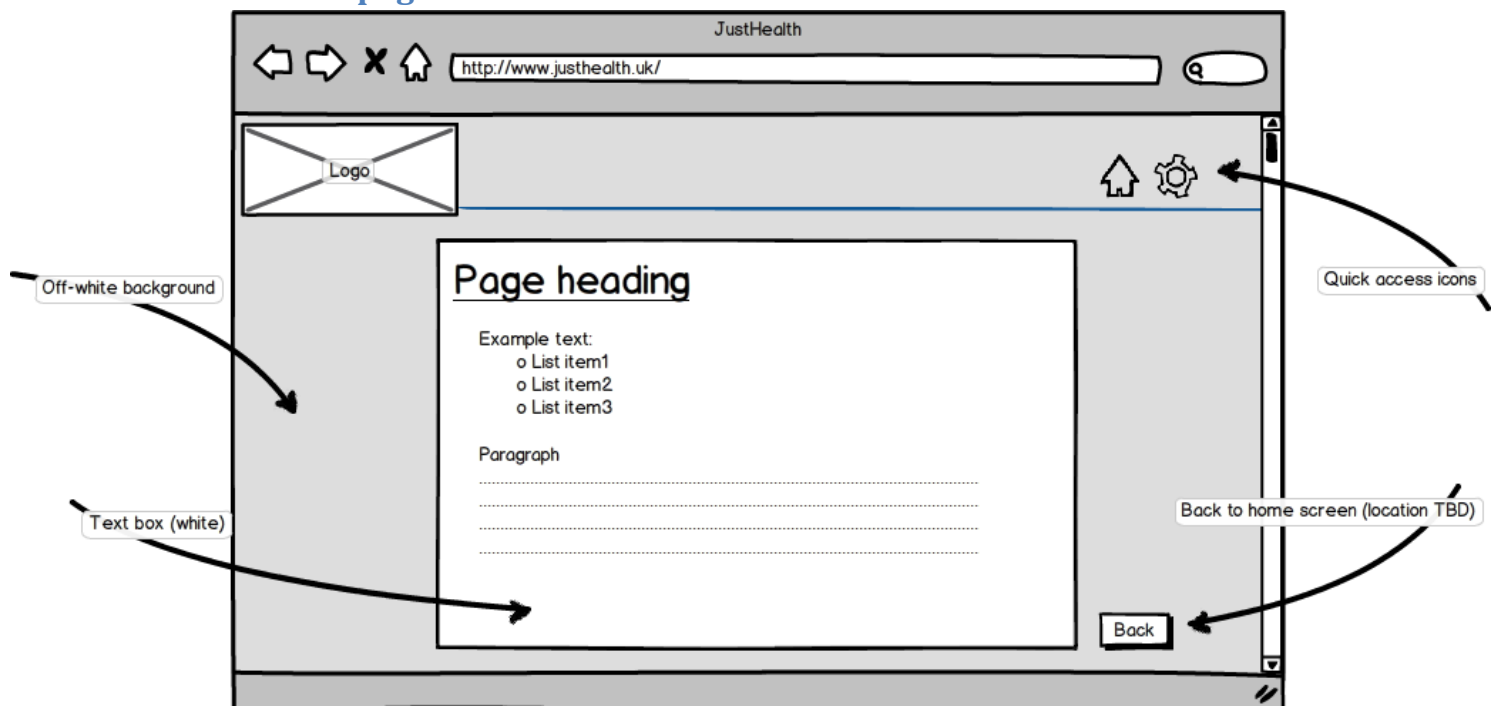 JustHealth
http://www.justhealth.uk/
Logo
Off-white background
Quick access icons
Page heading
Example text:
o List item1
o List item2
o List item3
Paragraph
Text box (white)
Back to home screen (location TBD)
Back